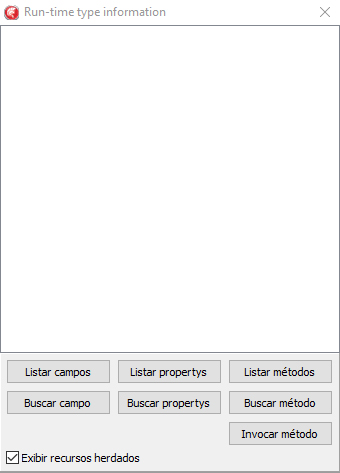 Run-time type information
Listar campos
Listar propertys
Listar métodos
Buscar campo
Buscar propertys
Buscar método
Invocar método
Exibir recursos herdados